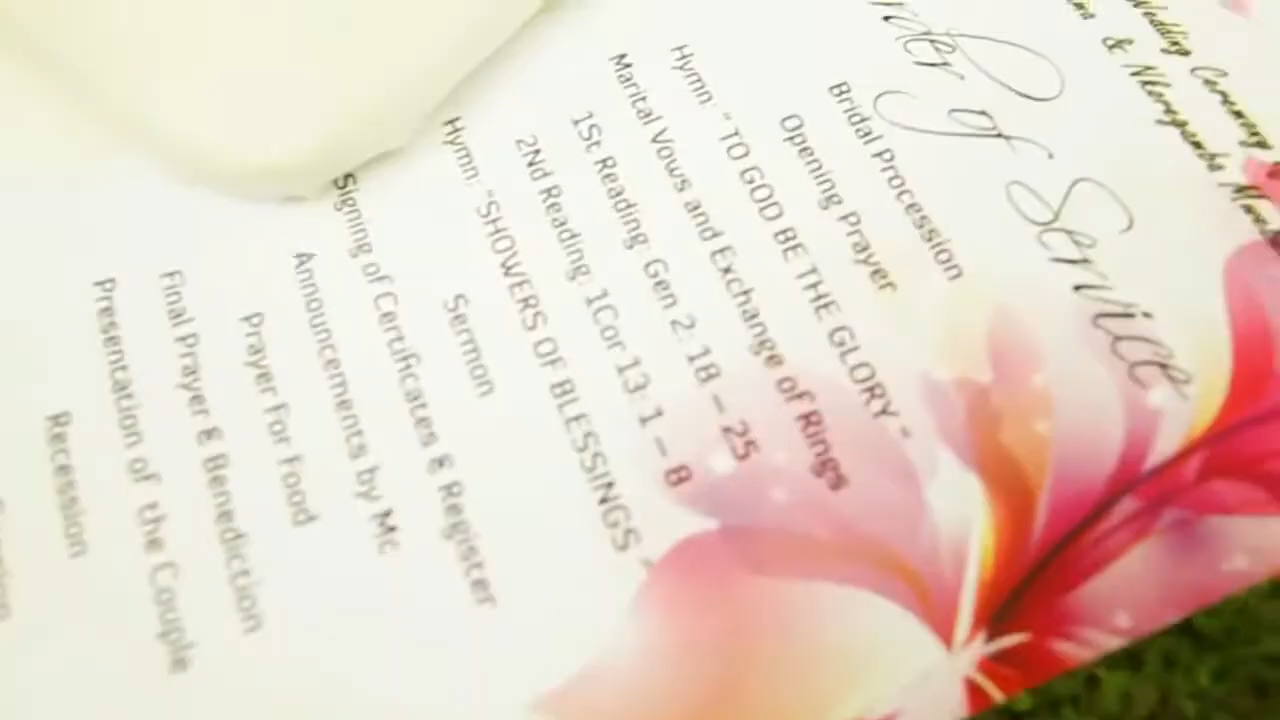 Wedding Ceremony
&
of Service
Bridal Procession
Opening Prayer
Hymn: " TO GOD BE THE GLORY "
Marital Vows and Exchange of Rings
1St Reading: Gen 2: 18 – 25
2Nd Reading: 1Cor 13: 1 – 8
Hymn: "SHOWERS OF BLESSINGS "
Sermon
Signing of Certificates & Register
Announcements by Mc
Prayer For Food
Final Prayer & Benediction
Presentation of the Couple
Recession